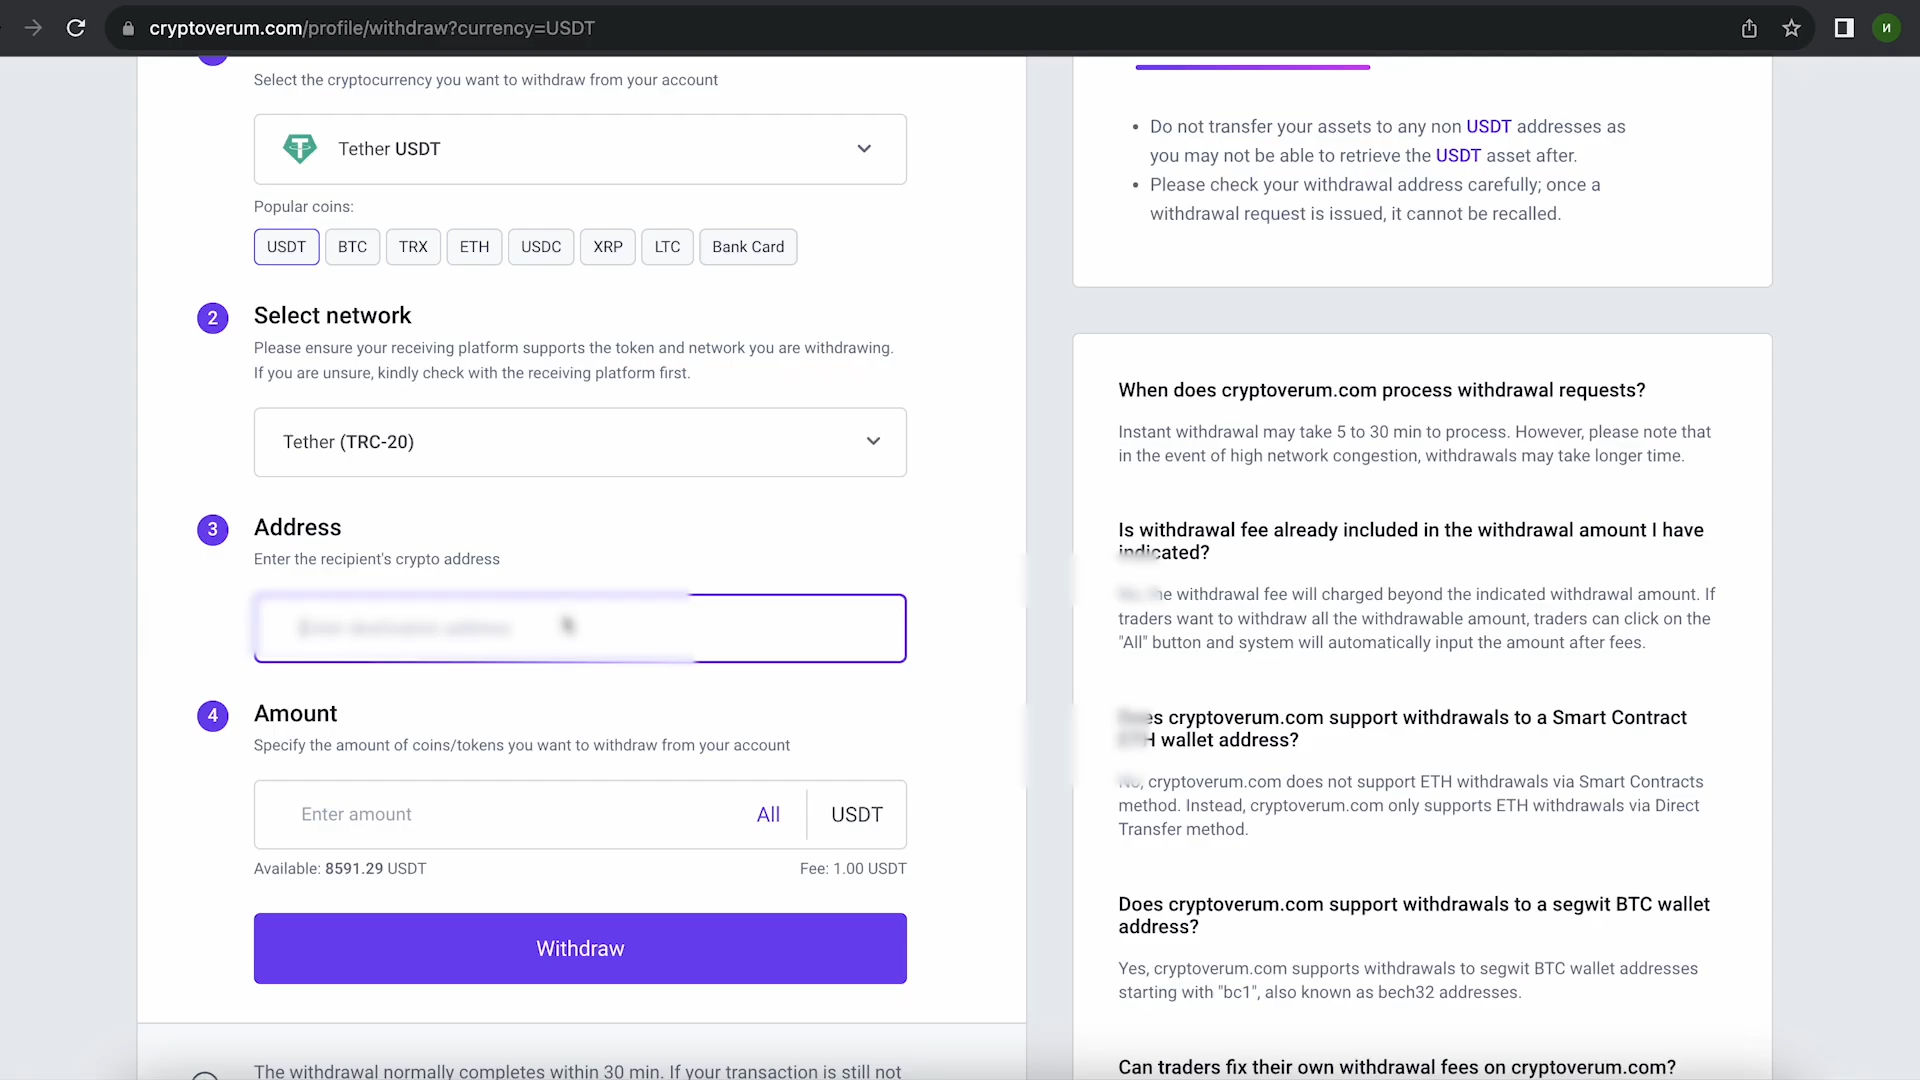 cryptoverum.com/profile/withdraw?currency=USDT
И
Select the cryptocurrency you want to withdraw from your account
Tether USDT
Popular coins:
USDT BTC TRX ETH USDC XRP LTC Bank Card
2 Select network
Please ensure your receiving platform supports the token and network you are withdrawing.
If you are unsure, kindly check with the receiving platform first.
Tether (TRC-20)
3 Address
Enter the recipient's crypto address
4 Amount
Specify the amount of coins/tokens you want to withdraw from your account
Enter amount All USDT
Available: 8591.29 USDT Fee: 1.00 USDT
Withdraw
The withdrawal normally completes within 30 min. If your transaction is still not
• Do not transfer your assets to any non USDT addresses as
you may not be able to retrieve the USDT asset after.
• Please check your withdrawal address carefully; once a
withdrawal request is issued, it cannot be recalled.
When does cryptoverum.com process withdrawal requests?
Instant withdrawal may take 5 to 30 min to process. However, please note that
in the event of high network congestion, withdrawals may take longer time.
Is withdrawal fee already included in the withdrawal amount I have
indicated?
the withdrawal fee will charged beyond the indicated withdrawal amount. If
traders want to withdraw all the withdrawable amount, traders can click on the
"All" button and system will automatically input the amount after fees.
Does cryptoverum.com support withdrawals to a Smart Contract
ETH wallet address?
No, cryptoverum.com does not support ETH withdrawals via Smart Contracts
method. Instead, cryptoverum.com only supports ETH withdrawals via Direct
Transfer method.
Does cryptoverum.com support withdrawals to a segwit BTC wallet
address?
Yes, cryptoverum.com supports withdrawals to segwit BTC wallet addresses
starting with "bc1", also known as bech32 addresses.
Can traders fix their own withdrawal fees on cryptoverum.com?